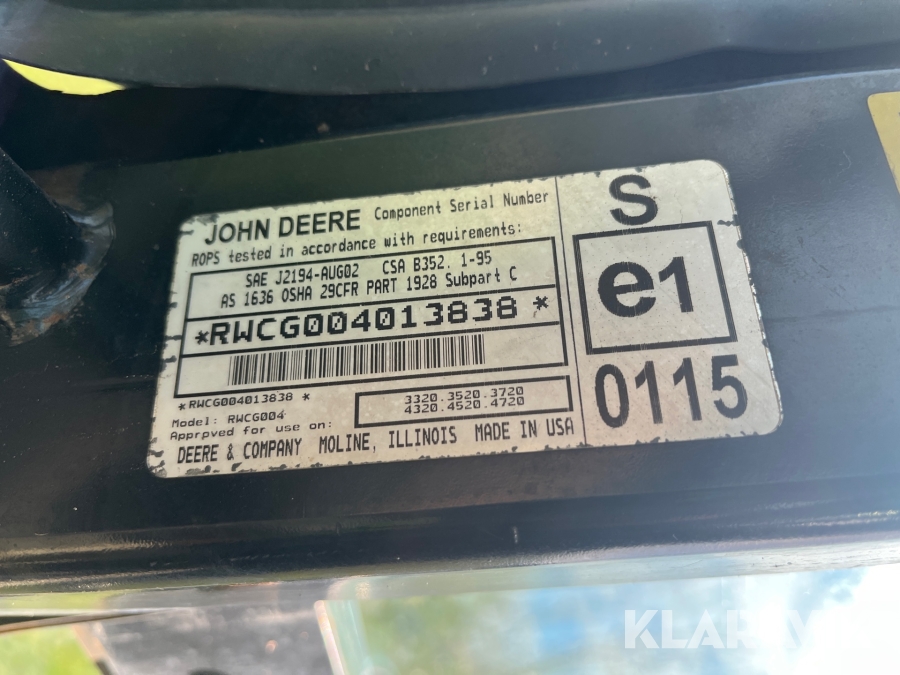 JOHN DEERE Component Serial Number
ROPS tested in accordance with requirements:
SAE J2194-AUG02 CSA B352. 1-95
AS 1636 OSHA 29CFR PART 1928 Subpart C
*RWCG004013838 *
*RWCG004013838 *
Model: RWCG004
Approved for use on:
3320.3520.3720
4320.4520.4720
DEERE & COMPANY MOLINE, ILLINOIS MADE IN USA
S
e1
0115